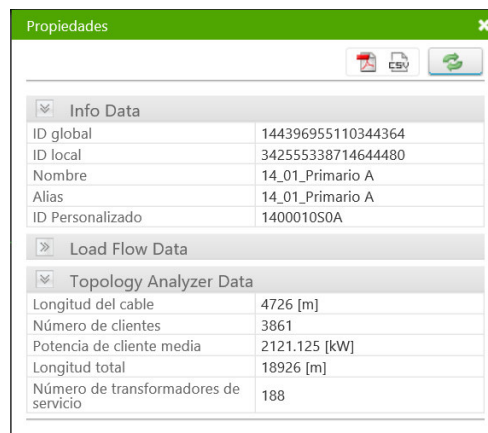 Propiedades
CSV
Info Data
ID global 144396955110344364
ID local 342555338714644480
Nombre 14_01_Primario A
Alias 14_01_Primario A
ID Personalizado 1400010S0A
Load Flow Data
Topology Analyzer Data
Longitud del cable 4726 [m]
Número de clientes 3861
Potencia de cliente media 2121.125 [kW]
Longitud total 18926 [m]
Número de transformadores de
servicio 188